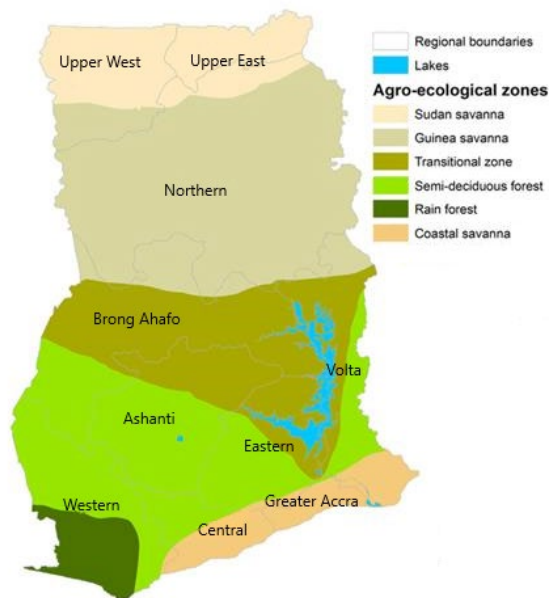 Upper West
Upper East
Northern
Brong Ahafo
Volta
Ashanti
Eastern
Western
Greater Accra
Central
Regional boundaries
Lakes
Agro-ecological zones
Sudan savanna
Guinea savanna
Transitional zone
Semi-deciduous forest
Rain forest
Coastal savanna